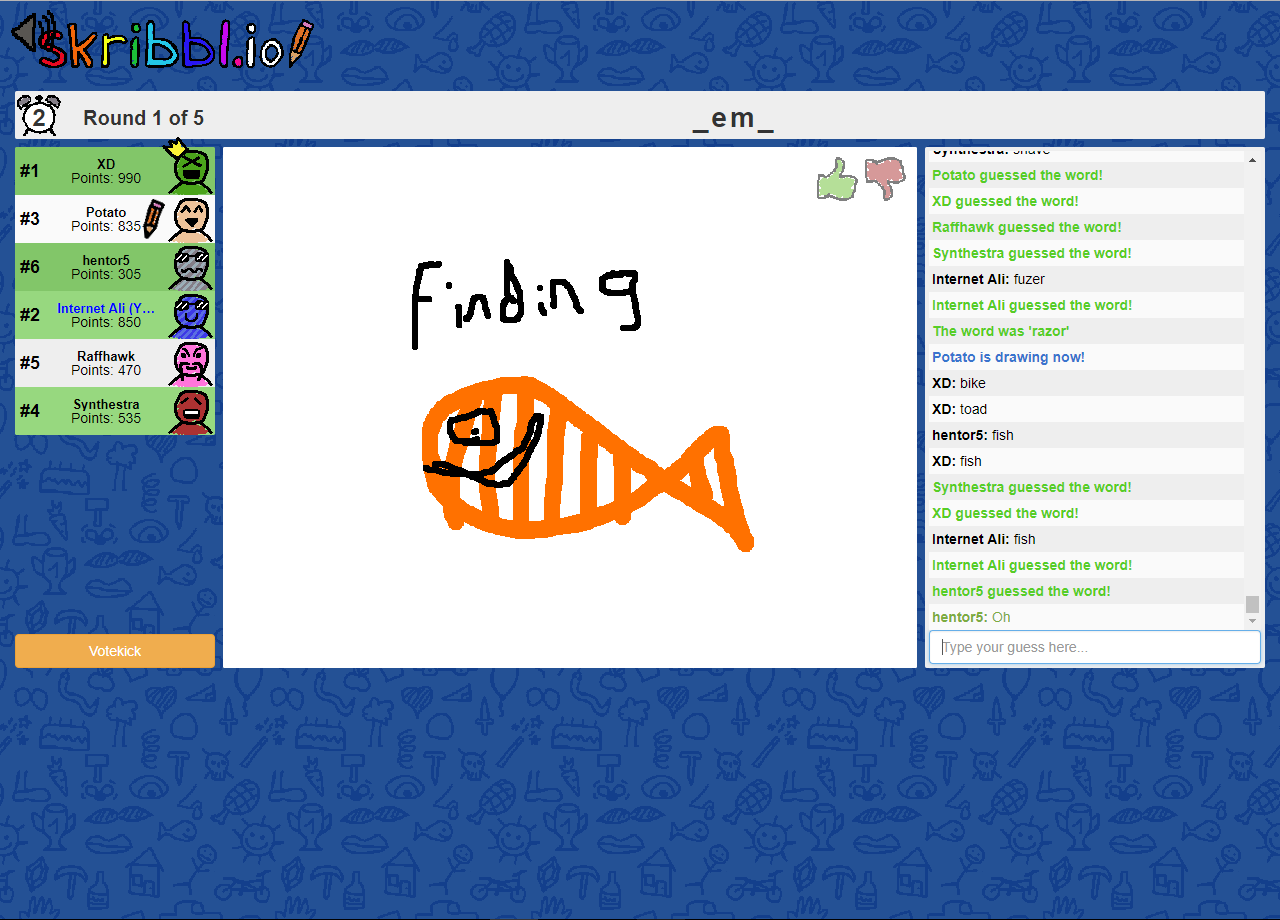 skribbl.io
2 Round 1 of 5 _em_
#1 XD
Points: 990
#3 Potato
Points: 835
#6 hentor5
Points: 305
#2 Internet Ali (Y...
Points: 850
#5 Raffhawk
Points: 470
#4 Synthestra
Points: 535
Votekick
Finding
Synthestra: shave
Potato guessed the word!
XD guessed the word!
Raffhawk guessed the word!
Synthestra guessed the word!
Internet Ali: fuzer
Internet Ali guessed the word!
The word was 'razor'
Potato is drawing now!
XD: bike
XD: toad
hentor5: fish
XD: fish
Synthestra guessed the word!
XD guessed the word!
Internet Ali: fish
Internet Ali guessed the word!
hentor5 guessed the word!
hentor5: Oh
Type your guess here...